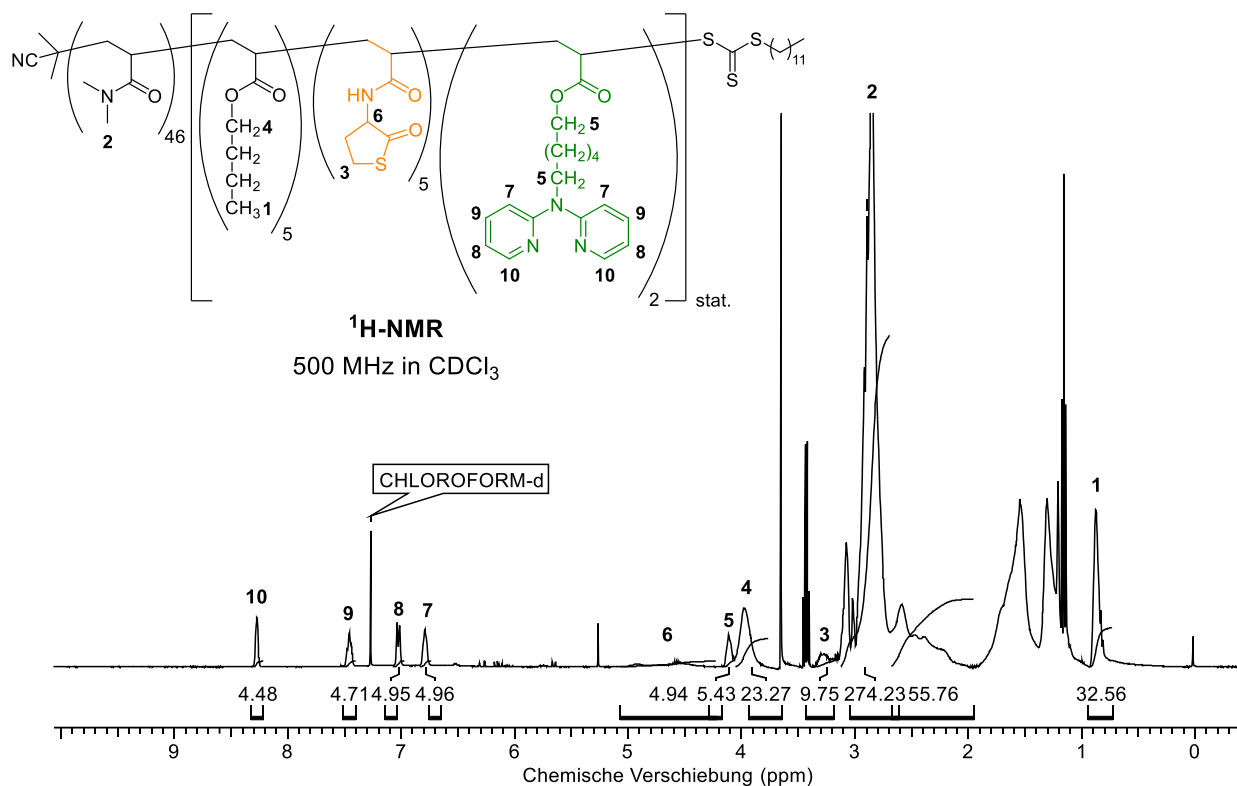 NC
N
O
2
46
O
O
CH₂4
CH₂
CH₂
CH₃1
5
O
HN
6
O
S
3
5
O
O
CH₂ 5
(CH₂)₄
5 CH₂
7
N
7
9
9
8
N
N
8
10
10
2
stat.
S
S
S
11
¹H-NMR
500 MHz in CDCl₃
CHLOROFORM-d
10
9
8
7
6
5
4
3
2
1
4.48
4.71
4.95
4.96
4.94
5.43
23.27
9.75
274.23
55.76
32.56
9 8 7 6 5 4 3 2 1 0
Chemische Verschiebung (ppm)